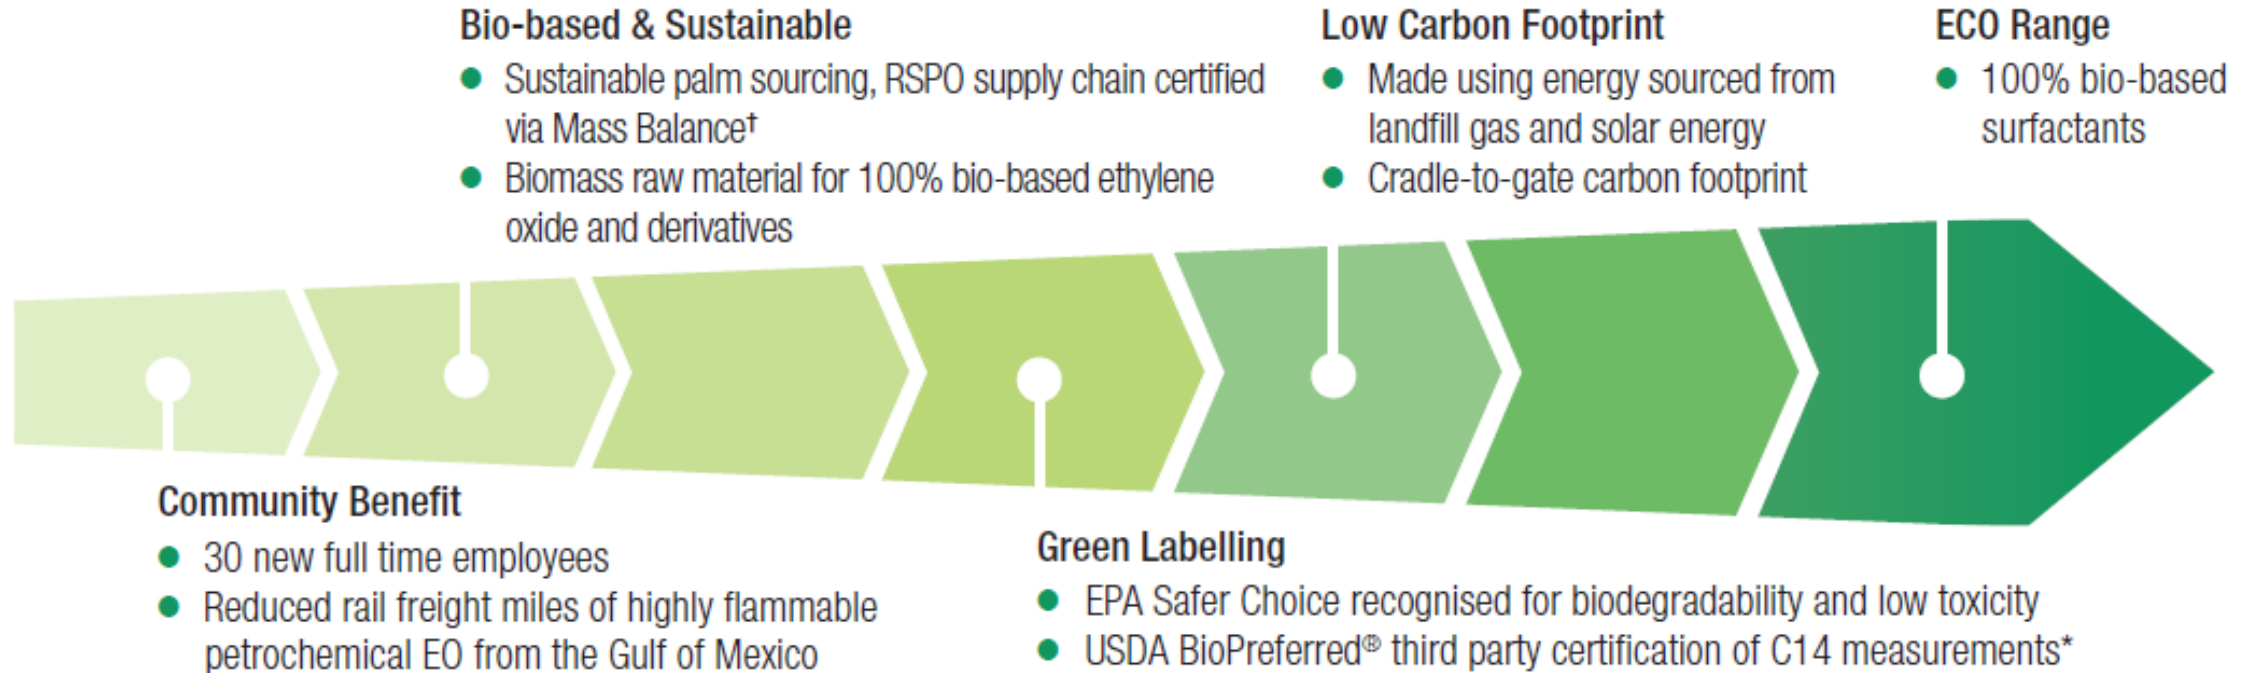 Bio-based & Sustainable
● Sustainable palm sourcing, RSPO supply chain certified
via Mass Balance†
● Biomass raw material for 100% bio-based ethylene
oxide and derivatives
Low Carbon Footprint
● Made using energy sourced from
landfill gas and solar energy
● Cradle-to-gate carbon footprint
ECO Range
● 100% bio-based
surfactants
Community Benefit
● 30 new full time employees
● Reduced rail freight miles of highly flammable
petrochemical EO from the Gulf of Mexico
Green Labelling
● EPA Safer Choice recognised for biodegradability and low toxicity
● USDA BioPreferred® third party certification of C14 measurements*